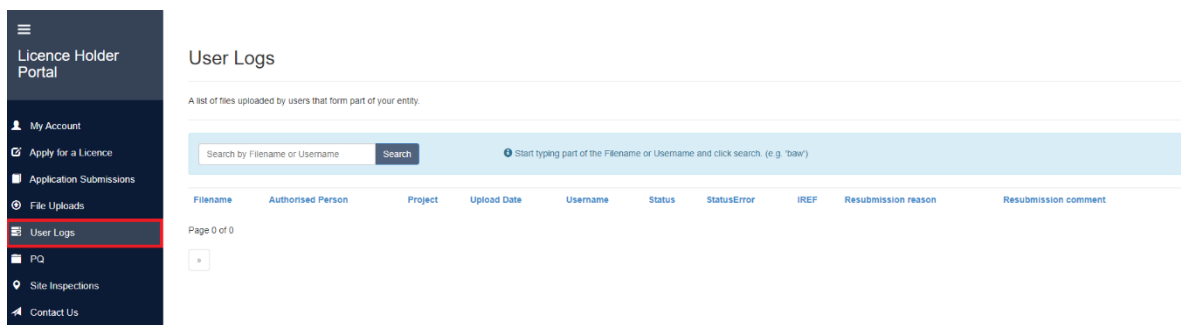 Licence Holder
Portal
My Account
Apply for a Licence
Application Submissions
File Uploads
User Logs
PQ
Site Inspections
Contact Us
User Logs
A list of files uploaded by users that form part of your entity.
Search by Filename or Username Search Start typing part of the Filename or Username and click search. (e.g. 'baw')
Filename Authorised Person Project Upload Date Username Status StatusError IREF Resubmission reason Resubmission comment
Page 0 of 0
»